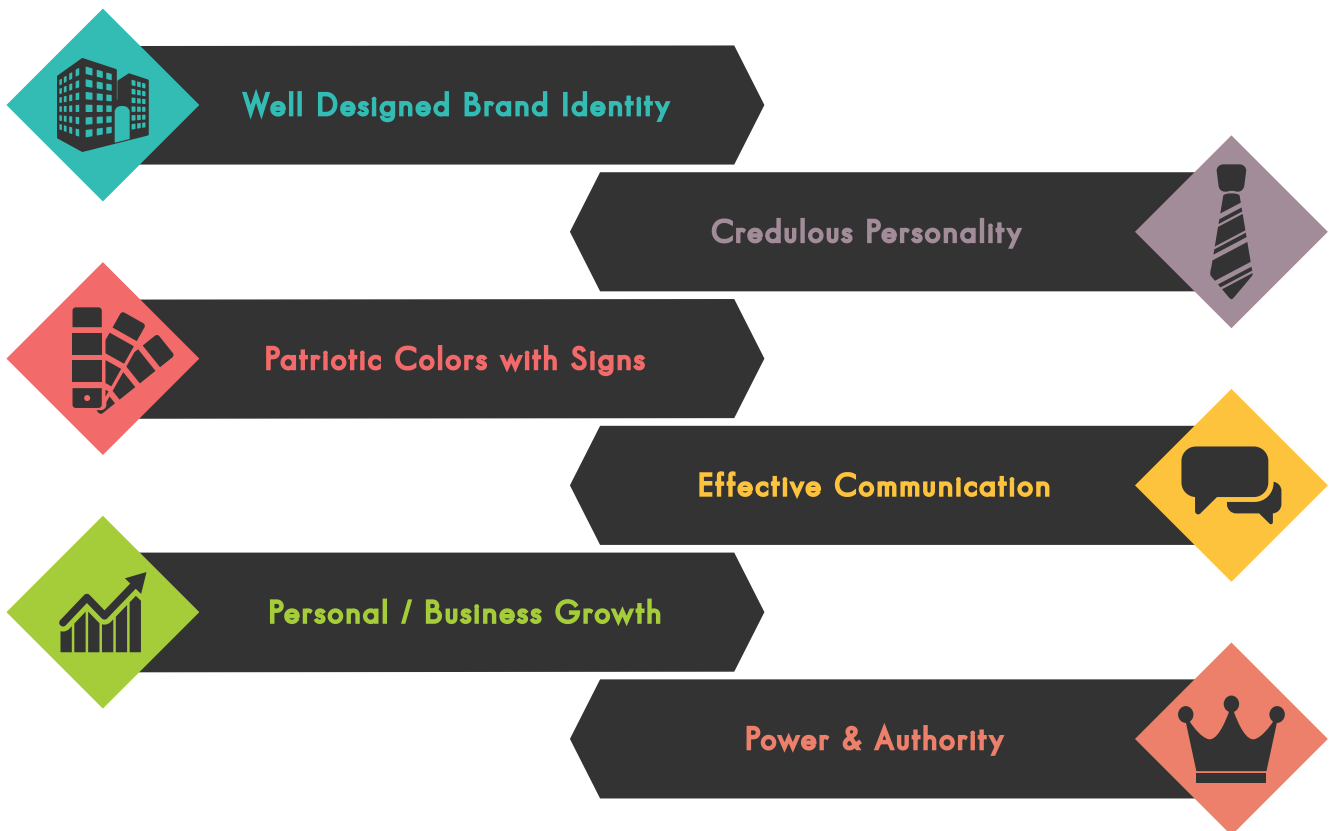 Well Designed Brand Identity
Credulous Personality
Patriotic Colors with Signs
Effective Communication
Personal / Business Growth
Power & Authority